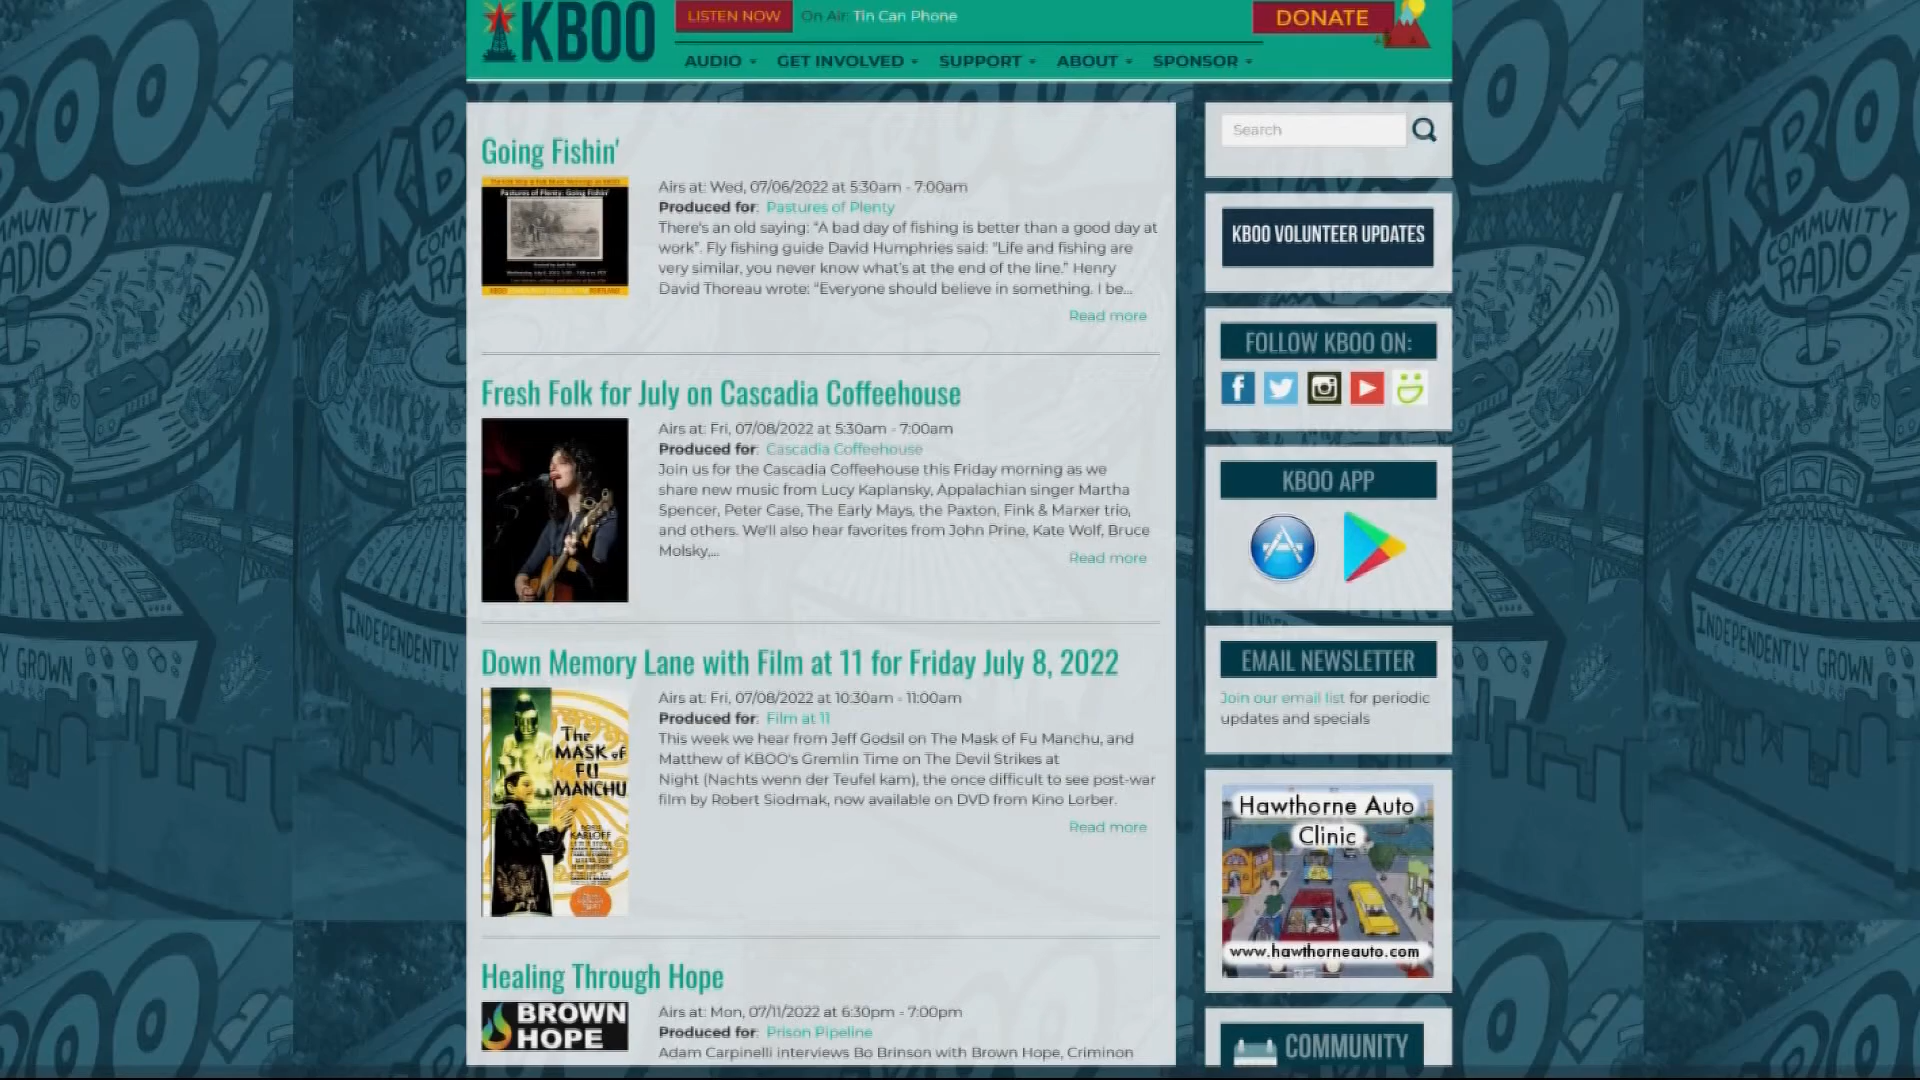 KBOO
LISTEN NOW
On Air: Tin Can Phone
DONATE
AUDIO
GET INVOLVED
SUPPORT
ABOUT
SPONSOR
Going Fishin'
Pastures of Plenty: Going Fishin'
Airs at: Wed, 07/06/2022 at 5:30am - 7:00am
Produced for: Pastures of Plenty
There's an old saying: “A bad day of fishing is better than a good day at
work”. Fly fishing guide David Humphries said: “Life and fishing are
very similar, you never know what's at the end of the line.” Henry
David Thoreau wrote: “Everyone should believe in something. I be...
Read more
Fresh Folk for July on Cascadia Coffeehouse
Airs at: Fri, 07/08/2022 at 5:30am - 7:00am
Produced for: Cascadia Coffeehouse
Join us for the Cascadia Coffeehouse this Friday morning as we
share new music from Lucy Kaplansky, Appalachian singer Martha
Spencer, Peter Case, The Early Mays, the Paxton, Fink & Marxer trio,
and others. We'll also hear favorites from John Prine, Kate Wolf, Bruce
Molsky,...
Read more
Down Memory Lane with Film at 11 for Friday July 8, 2022
The
MASK of
FU
MANCHU
KARLOFF
Airs at: Fri, 07/08/2022 at 10:30am - 11:00am
Produced for: Film at 11
This week we hear from Jeff Godsil on The Mask of Fu Manchu, and
Matthew of KBOO's Gremlin Time on The Devil Strikes at
Night (Nachts wenn der Teufel kam), the once difficult to see post-war
film by Robert Siodmak, now available on DVD from Kino Lorber.
Read more
Healing Through Hope
BROWN
HOPE
Airs at: Mon, 07/11/2022 at 6:30pm - 7:00pm
Produced for: Prison Pipeline
Adam Carpinelli interviews Bo Brinson with Brown Hope, Criminon
Search
KBOO VOLUNTEER UPDATES
FOLLOW KBOO ON:
KBOO APP
EMAIL NEWSLETTER
Join our email list for periodic
updates and specials
Hawthorne Auto
Clinic
www.hawthorneauto.com
COMMUNITY
COMMUNITY
RADIO
INDEPENDENTLY
GROWN
COMMUNITY
RADIO
INDEPENDENTLY GROWN